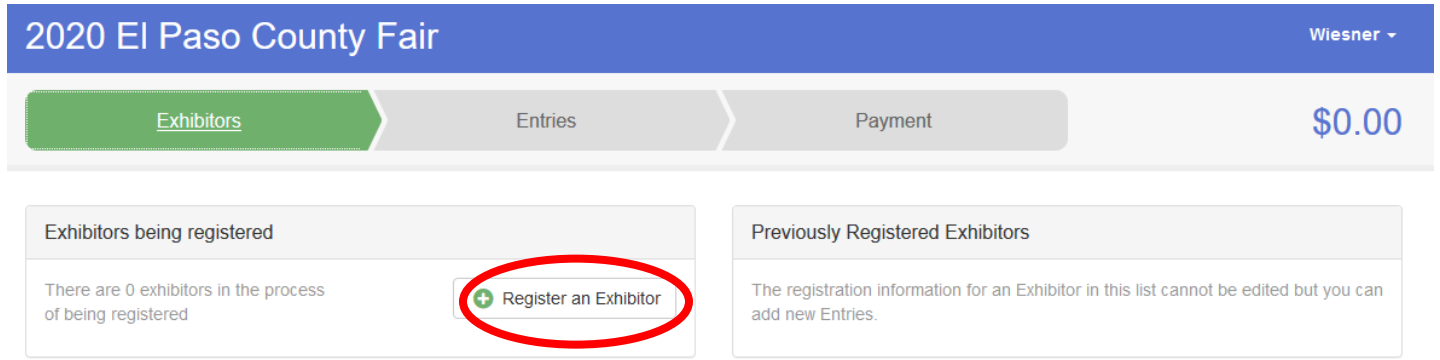 2020 El Paso County Fair
Wiesner
Exhibitors
Entries
Payment
$0.00
Exhibitors being registered
There are 0 exhibitors in the process
of being registered
Register an Exhibitor
Previously Registered Exhibitors
The registration information for an Exhibitor in this list cannot be edited but you can
add new Entries.